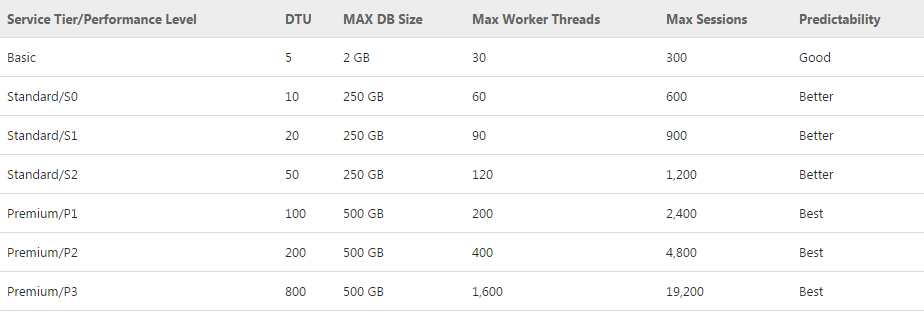 Service Tier/Performance Level DTU MAX DB Size Max Worker Threads Max Sessions Predictability
Basic 5 2 GB 30 300 Good
Standard/S0 10 250 GB 60 600 Better
Standard/S1 20 250 GB 90 900 Better
Standard/S2 50 250 GB 120 1,200 Better
Premium/P1 100 500 GB 200 2,400 Best
Premium/P2 200 500 GB 400 4,800 Best
Premium/P3 800 500 GB 1,600 19,200 Best